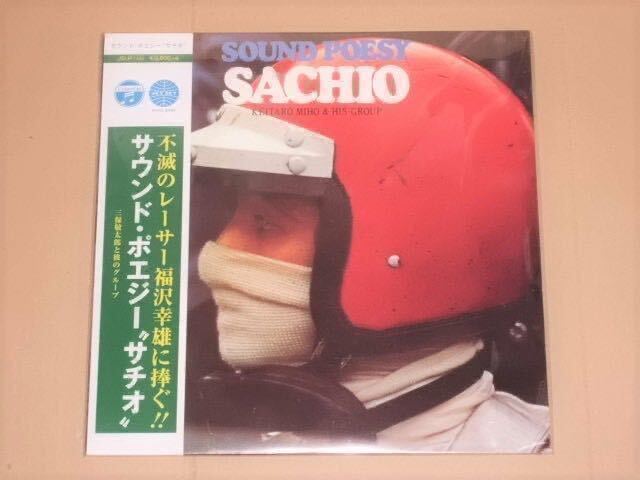 サウンド・ポエジー"サチオ"
SOUND POESY
SACHIO
KEITARO MIHO & HIS GROUP
不滅のレーサー福沢幸雄に捧ぐ!!
サウンド・ポエジー"サチオ"
三保敬太郎と彼のグループ